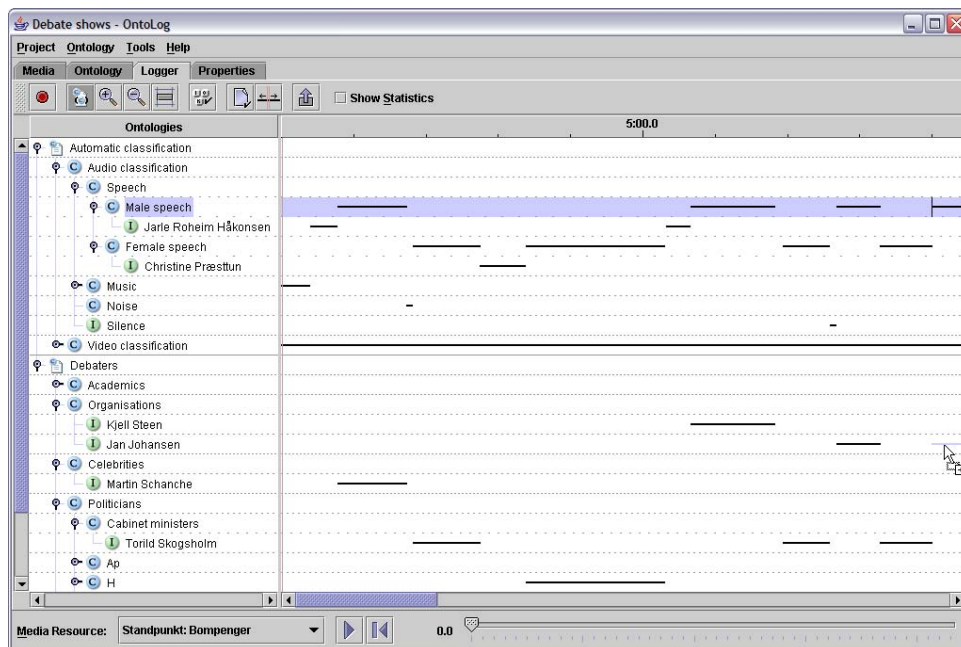 Debate shows - OntoLog
Project Ontology Tools Help
Media Ontology Logger Properties
Show Statistics
Ontologies 5:00.0
Automatic classification
C Audio classification
C Speech
C Male speech
I Jarle Roheim Håkonsen
C Female speech
I Christine Præsttun
C Music
C Noise
I Silence
C Video classification
Debaters
C Academics
C Organisations
I Kjell Steen
I Jan Johansen
C Celebrities
I Martin Schanche
C Politicians
C Cabinet ministers
I Torild Skogsholm
C Ap
C H
Media Resource: Standpunkt: Bompenger 0.0